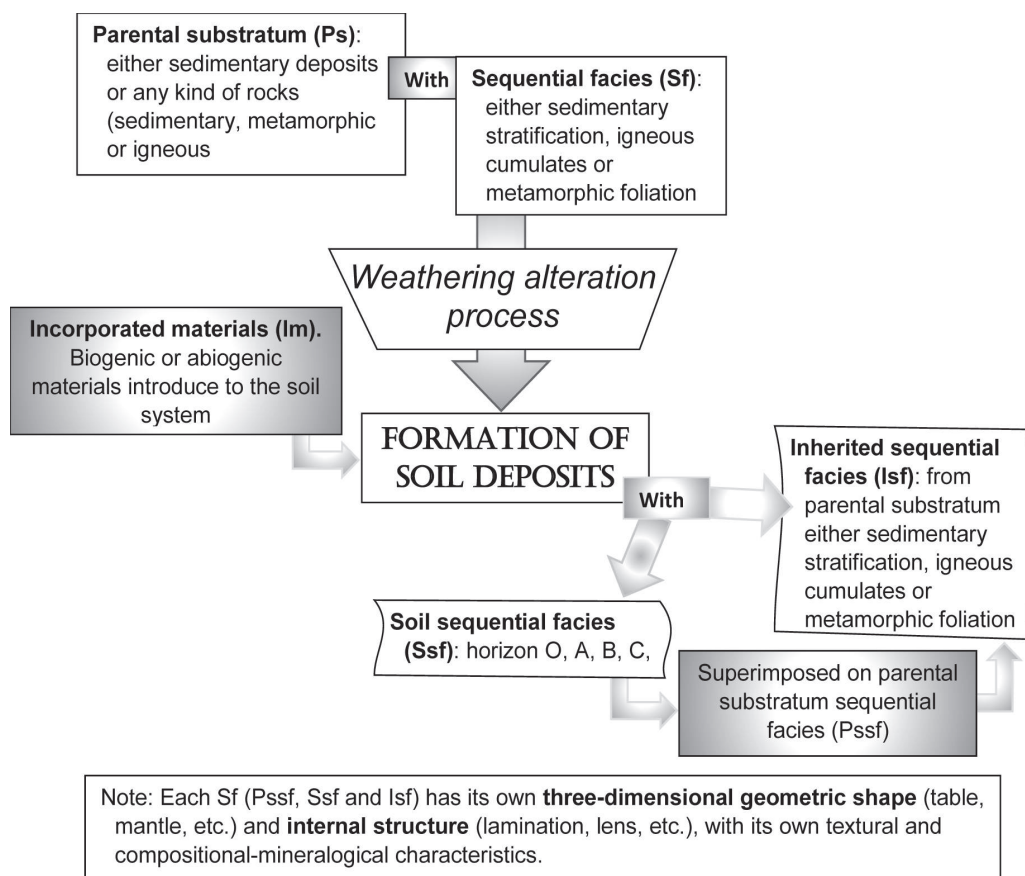 Parental substratum (Ps):
either sedimentary deposits
or any kind of rocks
(sedimentary, metamorphic
or igneous
With
Sequential facies (Sf):
either sedimentary
stratification, igneous
cumulates or
metamorphic foliation
Weathering alteration
process
Incorporated materials (Im).
Biogenic or abiogenic
materials introduce to the soil
system
FORMATION OF
SOIL DEPOSITS
With
Inherited sequential
facies (Isf): from
parental substratum
either sedimentary
stratification, igneous
cumulates or
metamorphic foliation
Soil sequential facies
(Ssf): horizon O, A, B, C,
Superimposed on parental
substratum sequential
facies (Pssf)
Note: Each Sf (Pssf, Ssf and Isf) has its own three-dimensional geometric shape (table,
mantle, etc.) and internal structure (lamination, lens, etc.), with its own textural and
compositional-mineralogical characteristics.